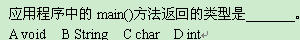 应用程序中的 main()方法返回的类型是______。
A void B String C char D int↵